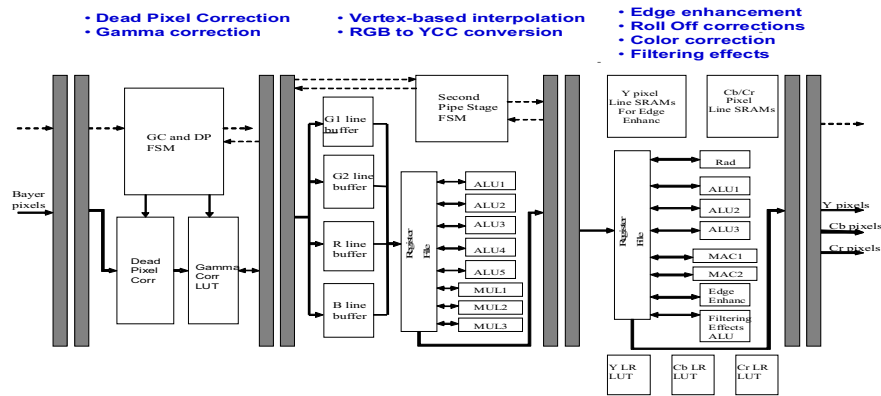 • Dead Pixel Correction
• Gamma correction
• Vertex-based interpolation
• RGB to YCC conversion
• Edge enhancement
• Roll Off corrections
• Color correction
• Filtering effects
GC and DP
FSM
Bayer
pixels
Dead
Pixel
Corr
Gamma
Corr
LUT
G1 line
buffer
G2 line
buffer
R line
buffer
B line
buffer
Second
Pipe Stage
FSM
Register
File
ALU1
ALU2
ALU3
ALU4
ALU5
MUL1
MUL2
MUL3
Y pixel
Line SRAMs
For Edge
Enhanc
Cb/Cr
Pixel
Line SRAMs
Register
File
Rad
ALU1
ALU2
ALU3
MAC1
MAC2
Edge
Enhanc
Filtering
Effects
ALU
Y LR
LUT
Cb LR
LUT
Cr LR
LUT
Y pixels
Cb pixels
Cr pixels